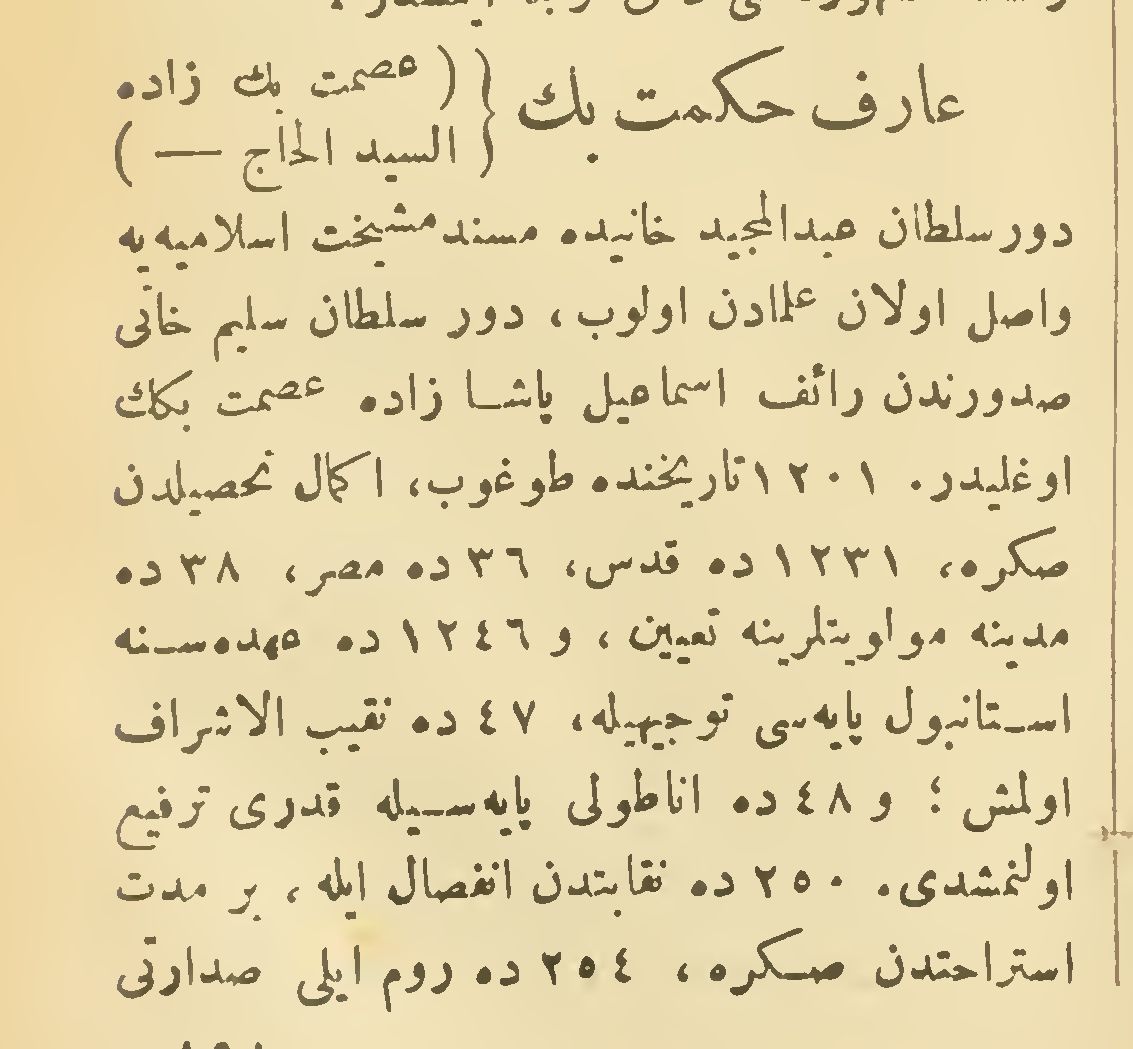 عارف حكمت بك { ( عصمت بك زاده
السيد الحاج — )
دور سلطان عبدالمجيد خانيده مسند مشيخت اسلاميه يه
واصل اولان علمادن اولوب، دور سلطان سليم خانى
صدورندن رائف اسماعيل پاشا زاده عصمت بكك
اوغليدر. ١٢٠١ تاريخنده طوغوب، اكمال تحصيلدن
صكره، ١٢٣١ ده قدس، ٣٦ ده مصر، ٣٨ ده
مدينه مولويتلرينه تعيين، و ١٢٤٦ ده عهده سنه
استانبول پايه سى توجيهيله، ٤٧ ده نقيب الاشراف
اولمش؛ و ٤٨ ده اناطولى پايه سيله قدرى ترفيع
اولنمشدى. ٢٥٠ ده نقابتدن انفصال ايله، بر مدت
استراحتدن صكره، ٢٥٤ ده روم ايلى صدارتى